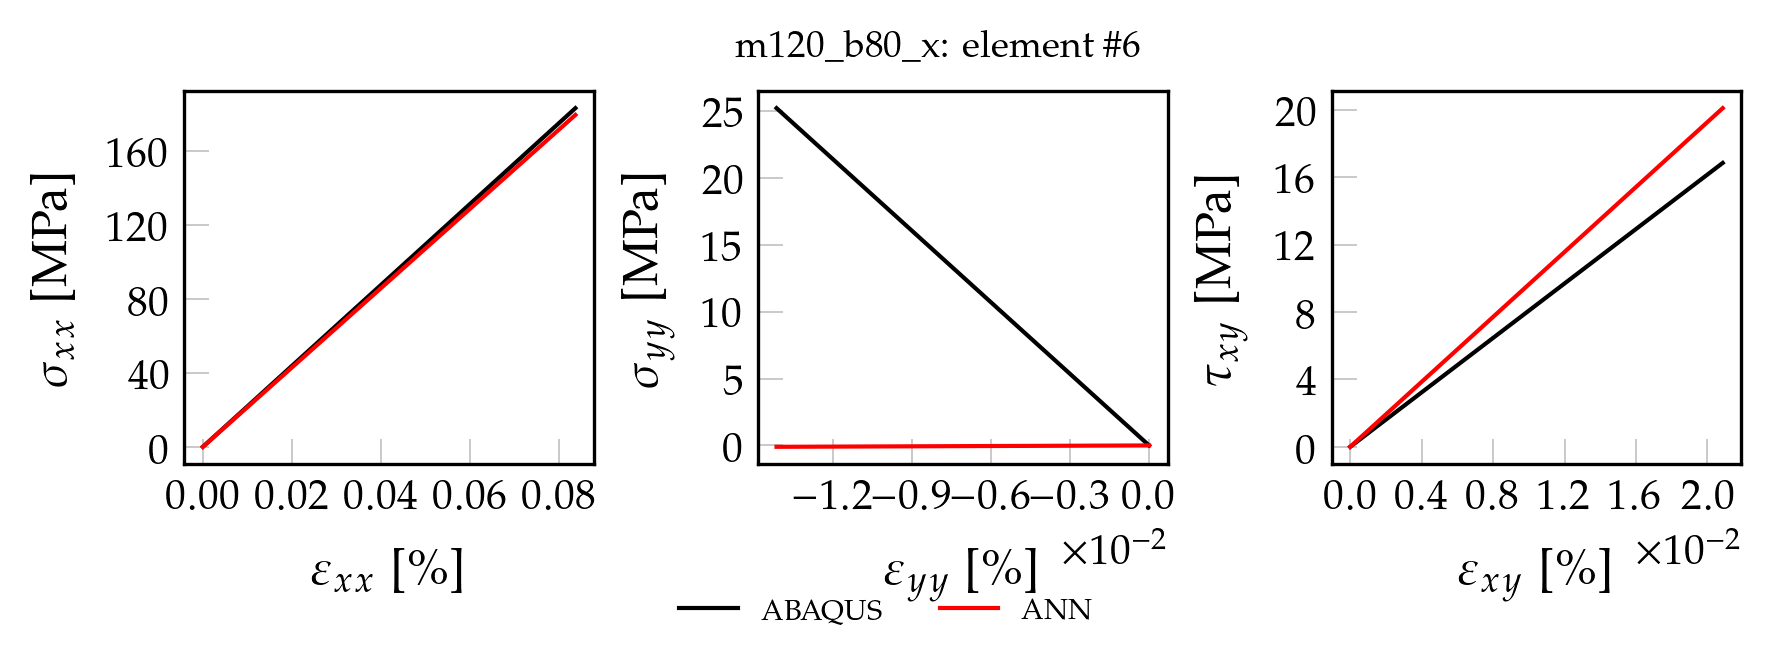 m120_b80_x: element #6
σxx [MPa]
160
120
80
40
0
0.00 0.02 0.04 0.06 0.08
εxx [%]
σyy [MPa]
25
20
15
10
5
0
−1.2 −0.9 −0.6 −0.3 0.0
×10−2
εyy [%]
τxy [MPa]
20
16
12
8
4
0
0.0 0.4 0.8 1.2 1.6 2.0
×10−2
εxy [%]
ABAQUS ANN